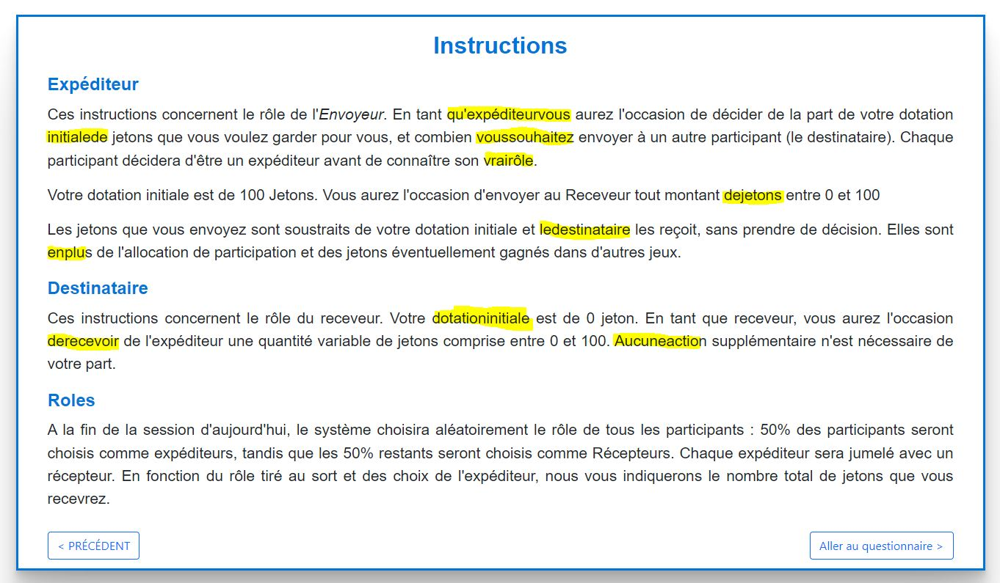 Instructions
Expéditeur
Ces instructions concernent le rôle de l'Envoyeur. En tant qu'expéditeurvous aurez l'occasion de décider de la part de votre dotation
initialede jetons que vous voulez garder pour vous, et combien voussouhaitez envoyer à un autre participant (le destinataire). Chaque
participant décidera d'être un expéditeur avant de connaître son vrairôle.
Votre dotation initiale est de 100 Jetons. Vous aurez l'occasion d'envoyer au Receveur tout montant dejetons entre 0 et 100
Les jetons que vous envoyez sont soustraits de votre dotation initiale et ledestinataire les reçoit, sans prendre de décision. Elles sont
enplus de l'allocation de participation et des jetons éventuellement gagnés dans d'autres jeux.
Destinataire
Ces instructions concernent le rôle du receveur. Votre dotationinitiale est de 0 jeton. En tant que receveur, vous aurez l'occasion
derecevoir de l'expéditeur une quantité variable de jetons comprise entre 0 et 100. Aucuneaction supplémentaire n'est nécessaire de
votre part.
Roles
A la fin de la session d'aujourd'hui, le système choisira aléatoirement le rôle de tous les participants : 50% des participants seront
choisis comme expéditeurs, tandis que les 50% restants seront choisis comme Récepteurs. Chaque expéditeur sera jumelé avec un
récepteur. En fonction du rôle tiré au sort et des choix de l'expéditeur, nous vous indiquerons le nombre total de jetons que vous
recevrez.
< PRÉCÉDENT
Aller au questionnaire >